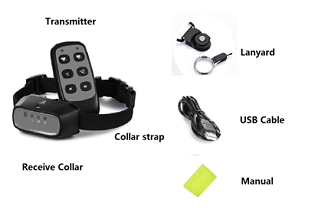 Transmitter
Lanyard
USB Cable
Collar strap
Receive Collar
Manual